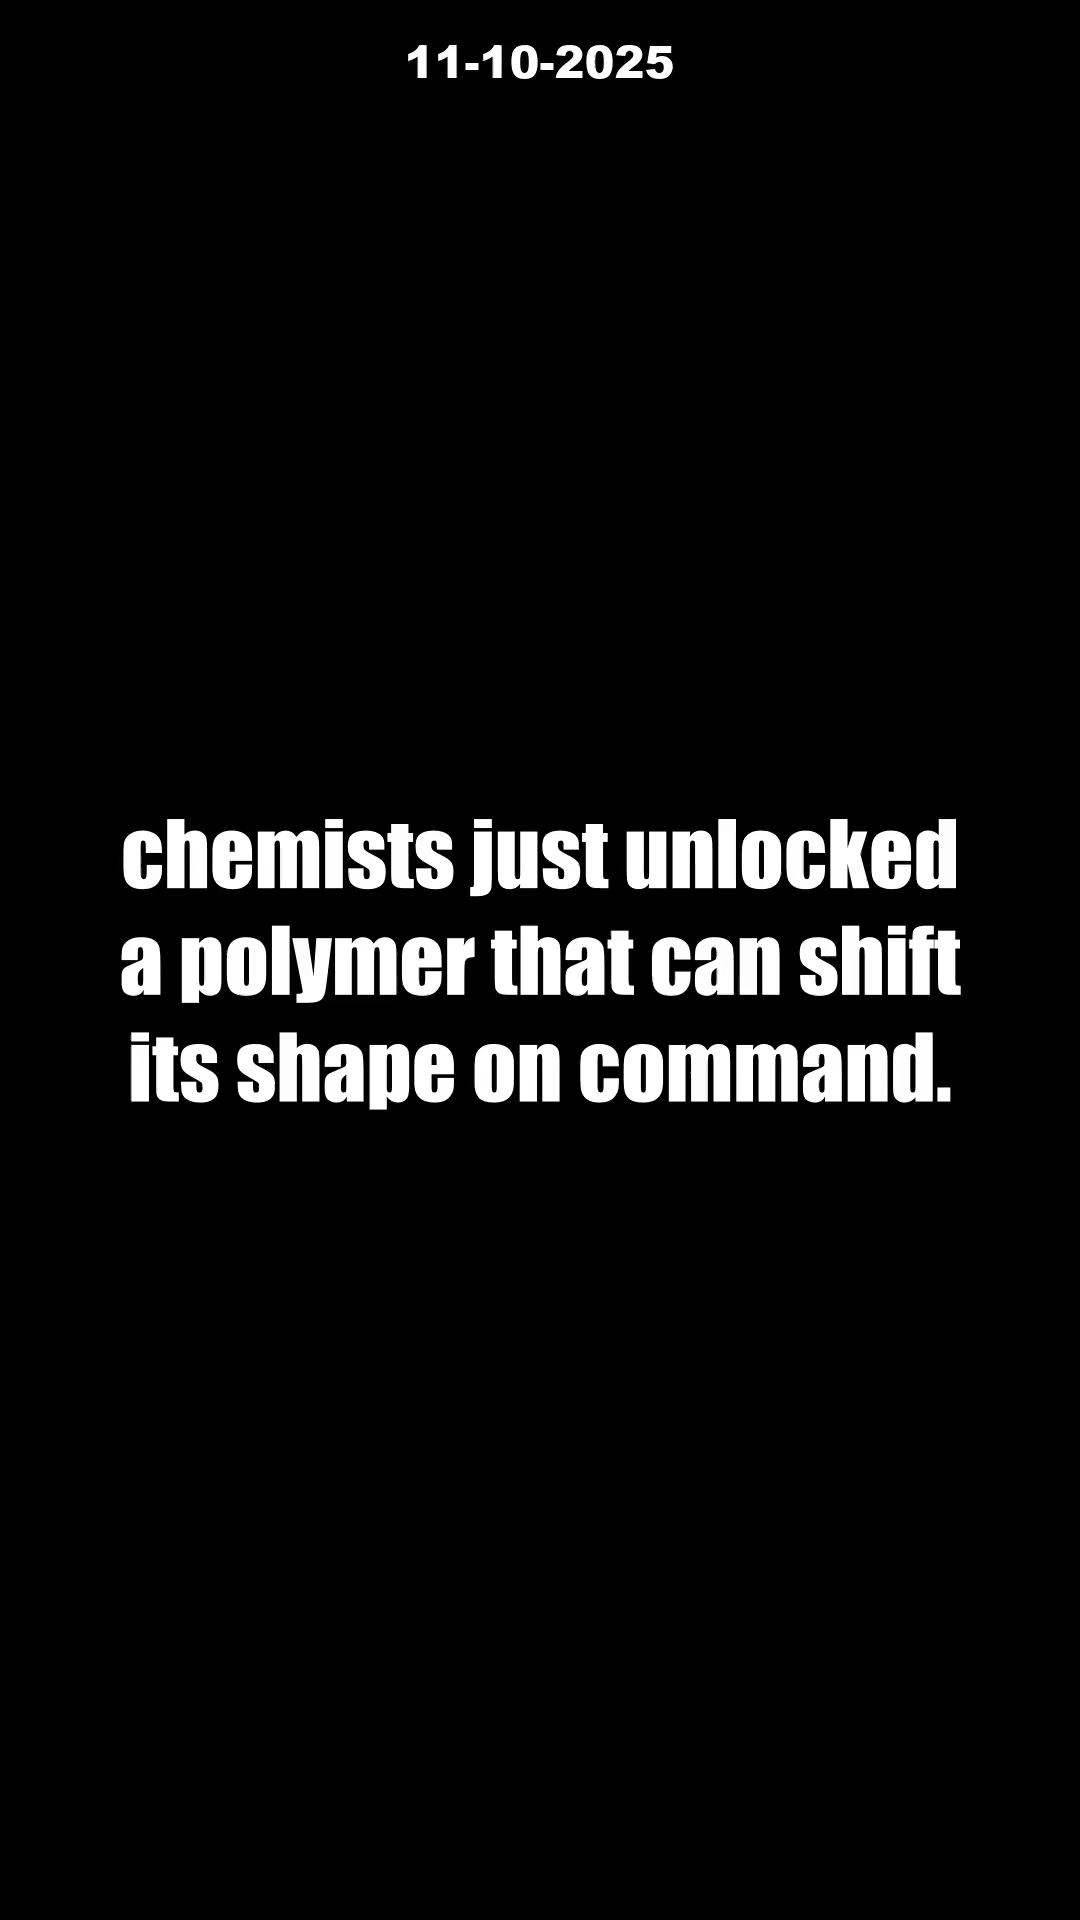 11-10-2025
chemists just unlocked
a polymer that can shift
its shape on command.